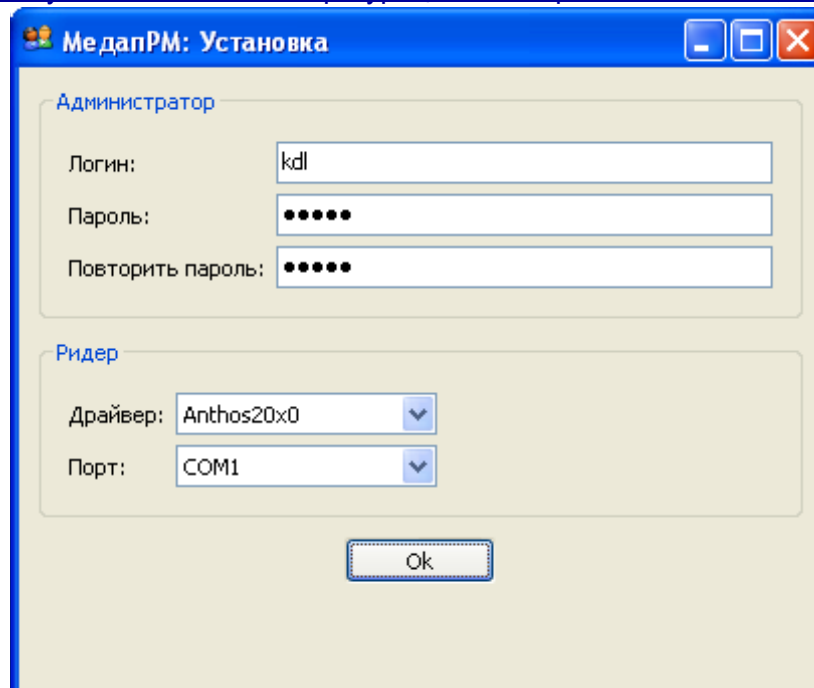 МедапРМ: Установка
Администратор
Логин: kdl
Пароль: •••••
Повторить пароль: •••••
Ридер
Драйвер: Anthos20x0
Порт: COM1
Ok